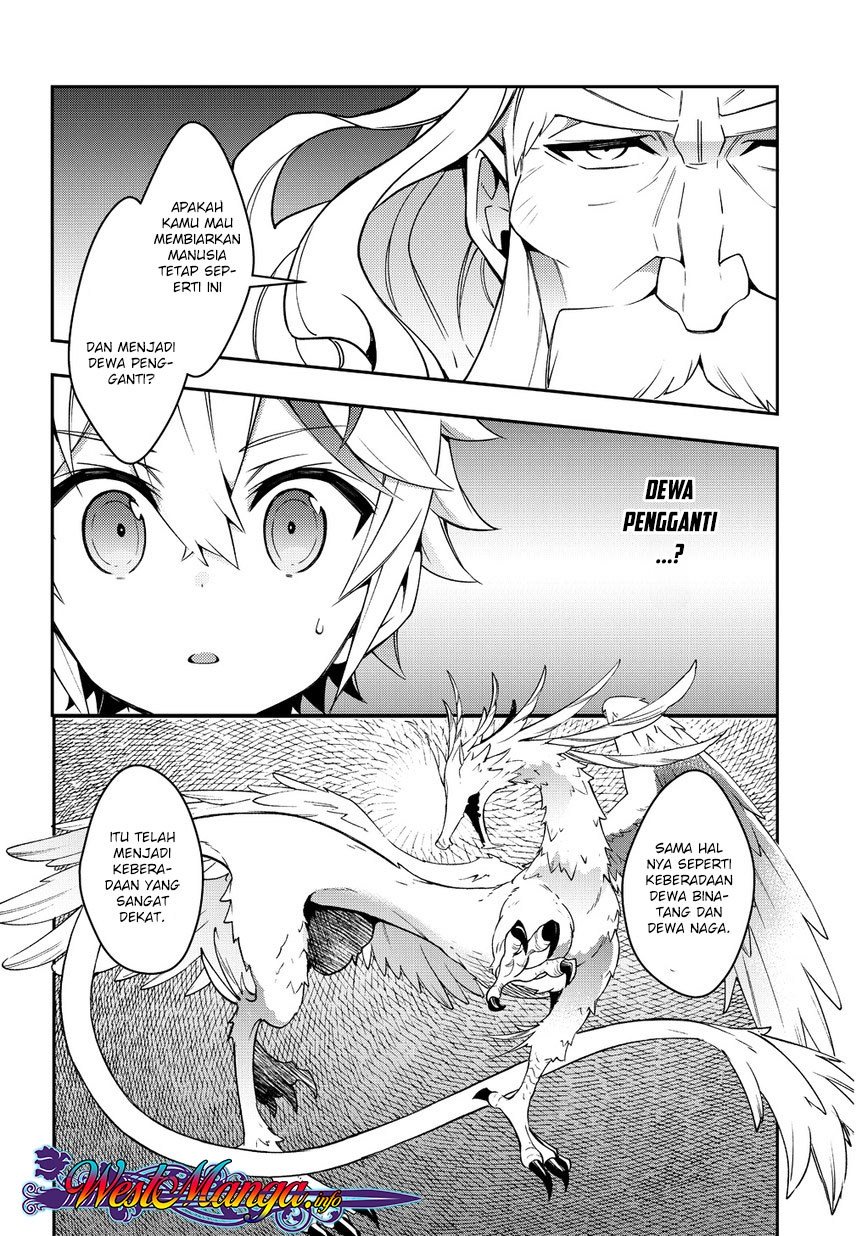 APAKAH
KAMU MAU
MEMBIARKAN
MANUSIA
TETAP SEP-
ERTI INI
DAN MENJADI
DEWA PENG-
GANTI?
DEWA
PENGGANTI
...?
SAMA HAL
NYA SEPERTI
KEBERADAAN
DEWA BINA-
TANG DAN
DEWA NAGA.
ITU TELAH
MENJADI
KEBERA-
DAAN YANG
SANGAT
DEKAT.
WestManga.info